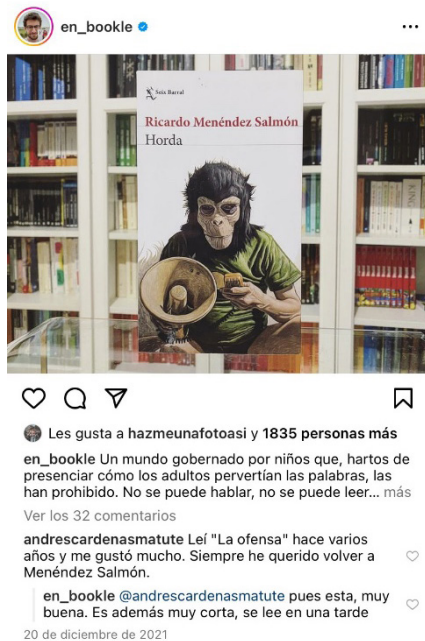 en_bookle
Seix Barral
Ricardo Menéndez Salmón
Horda
KING
Les gusta a hazmeunafotoasi y 1835 personas más
en_bookle Un mundo gobernado por niños que, hartos de
presenciar cómo los adultos pervertían las palabras, las
han prohibido. No se puede hablar, no se puede leer... más
Ver los 32 comentarios
andrescardenasmatute Leí "La ofensa" hace varios
años y me gustó mucho. Siempre he querido volver a
Menéndez Salmón.
en_bookle @andrescardenasmatute pues esta, muy
buena. Es además muy corta, se lee en una tarde
20 de diciembre de 2021